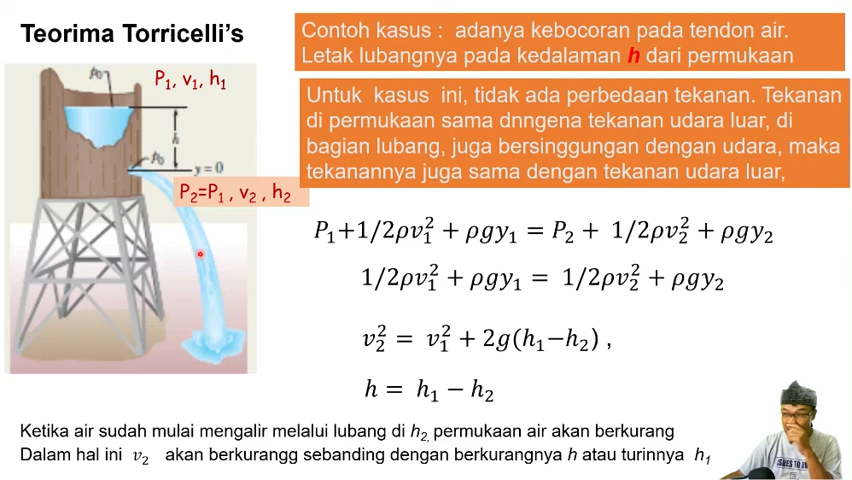 Teorima Torricelli's
Contoh kasus : adanya kebocoran pada tendon air.
Letak lubangnya pada kedalaman h dari permukaan
Untuk kasus ini, tidak ada perbedaan tekanan. Tekanan
di permukaan sama dnngena tekanan udara luar, di
bagian lubang, juga bersinggungan dengan udara, maka
tekanannya juga sama dengan tekanan udara luar,
p₀
P₁, v₁, h₁
h
p₀
y = 0
P₂=P₁ , v₂ , h₂
P₁+1/2ρv₁² + ρgy₁ = P₂ + 1/2ρv₂² + ρgy₂
1/2ρv₁² + ρgy₁ = 1/2ρv₂² + ρgy₂
v₂² = v₁² + 2g(h₁−h₂) ,
h = h₁ − h₂
Ketika air sudah mulai mengalir melalui lubang di h₂, permukaan air akan berkurang
Dalam hal ini v₂ akan berkurangg sebanding dengan berkurangnya h atau turinnya h₁